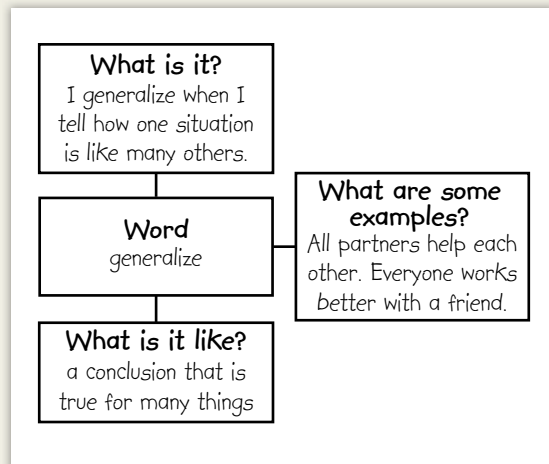 What is it?
I generalize when I
tell how one situation
is like many others.
Word
generalize
What are some
examples?
All partners help each
other. Everyone works
better with a friend.
What is it like?
a conclusion that is
true for many things